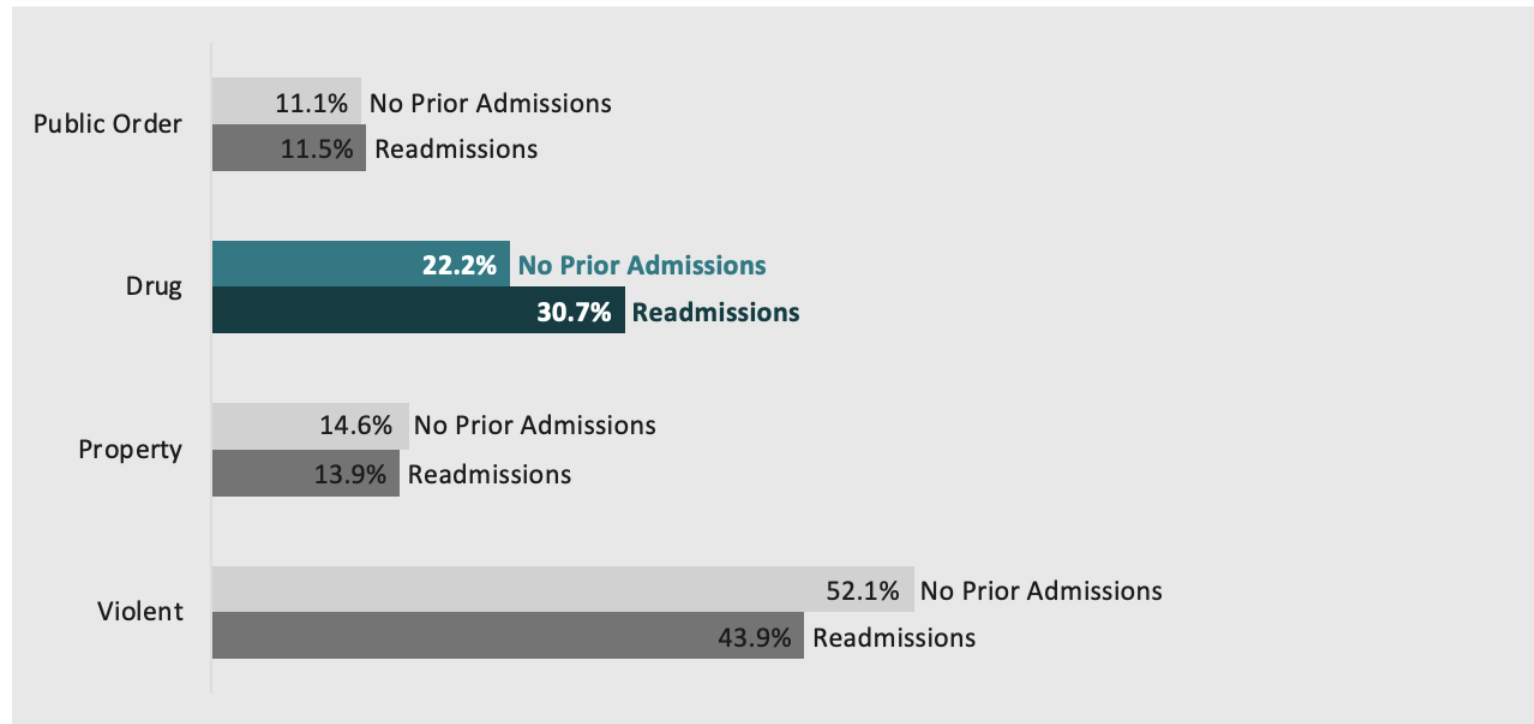 11.1% No Prior Admissions
Public Order
11.5% Readmissions
22.2% No Prior Admissions
Drug
30.7% Readmissions
14.6% No Prior Admissions
Property
13.9% Readmissions
52.1% No Prior Admissions
Violent
43.9% Readmissions